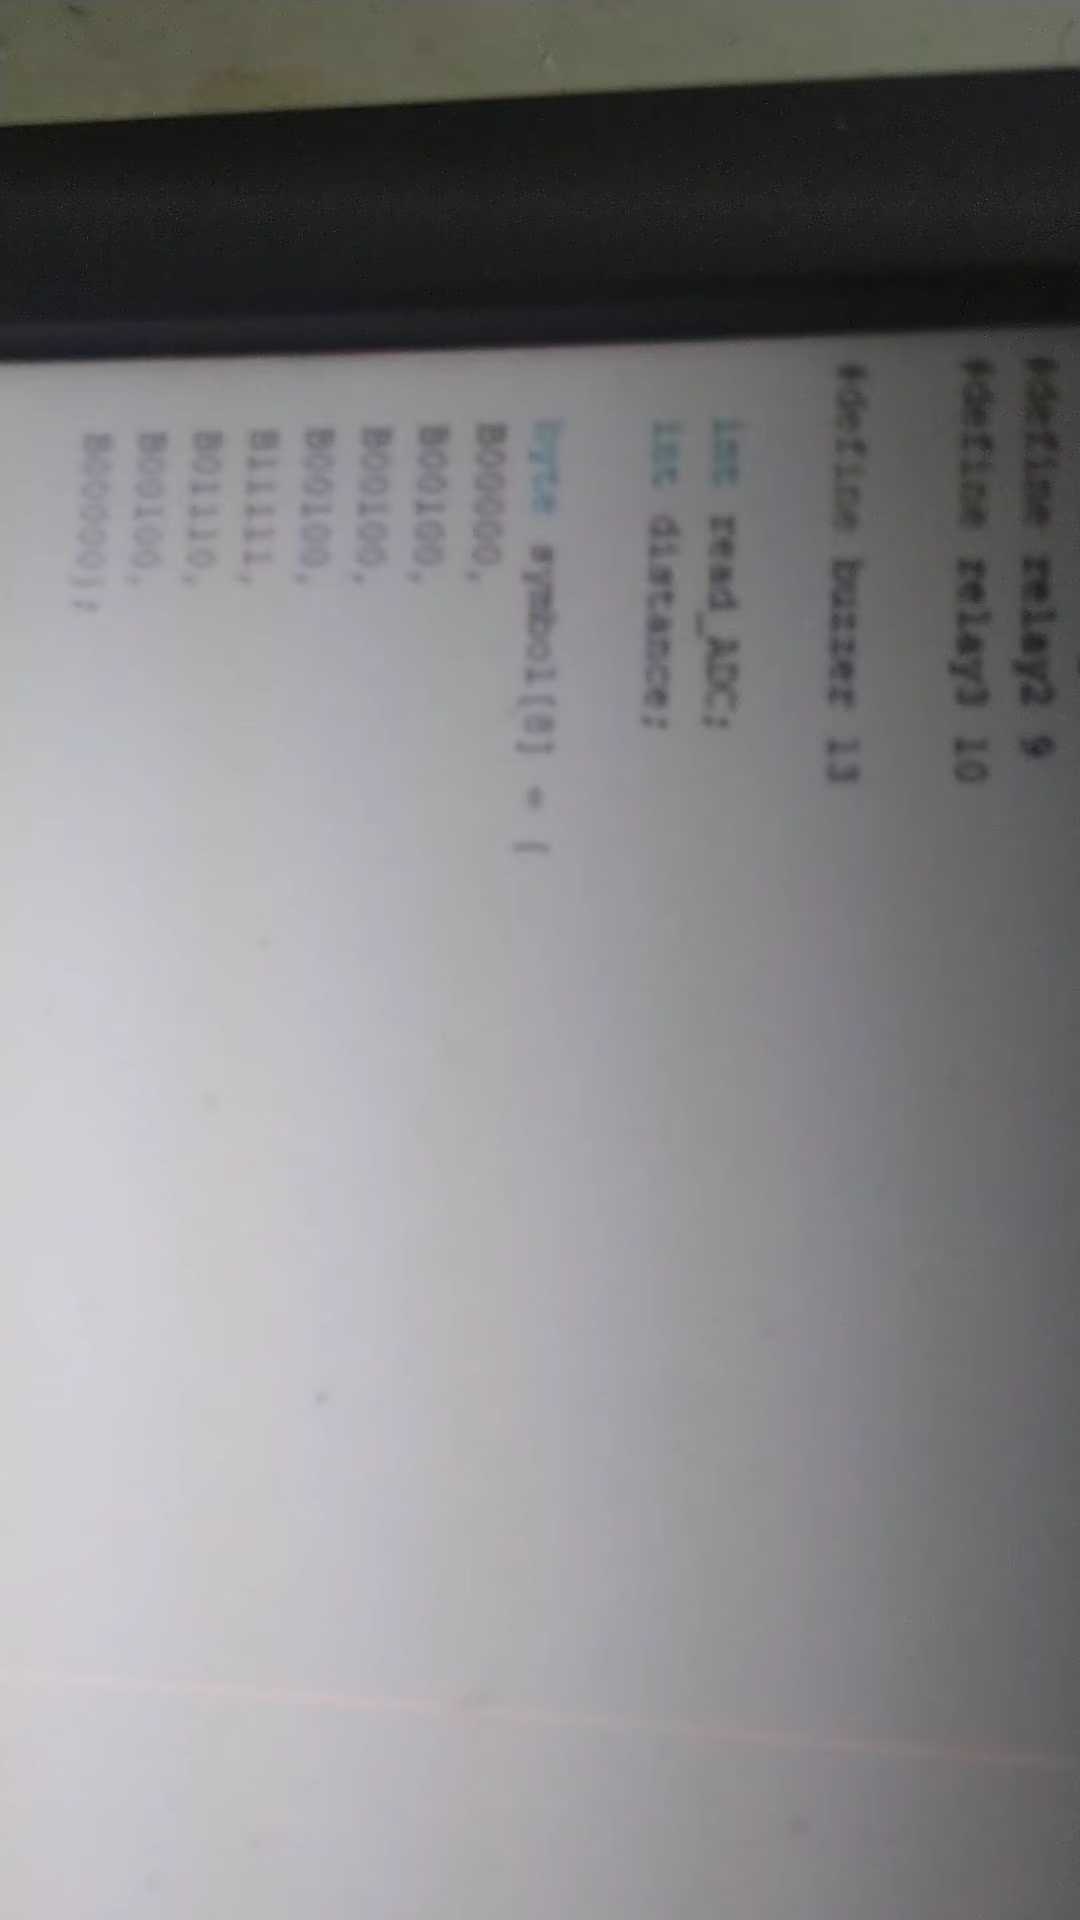 #define relay2 9
#define relay3 10
#define buzzer 13
int read_ADC;
int distance;
byte symbol[8] = {
B00000,
B00100,
B00100,
B00100,
B11111,
B01110,
B00100,
B00000};